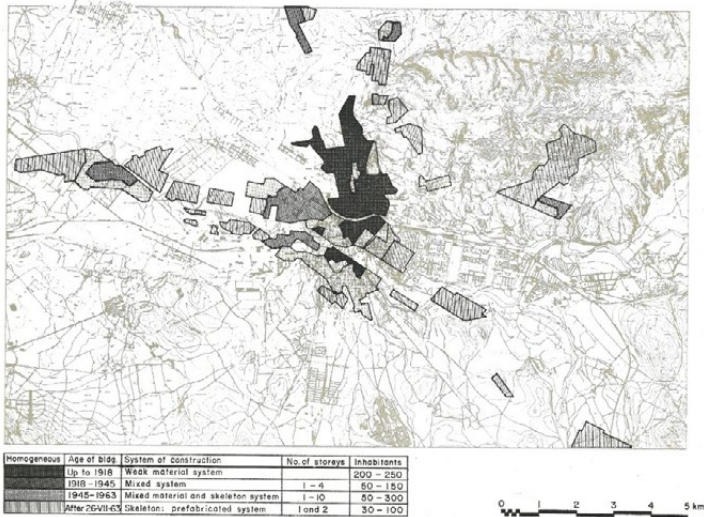 Homogeneous Age of bldg. System of construction No. of storeys Inhabitants
Up to 1918 Weak material system 200 - 250
1918-1945 Mixed system 1 - 4 50 - 150
1945-1963 Mixed material and skeleton system 1 - 10 80 - 300
After 26-VII-63 Skeleton: prefabricated system 1 and 2 30 - 100
0 1 2 3 4 5 km